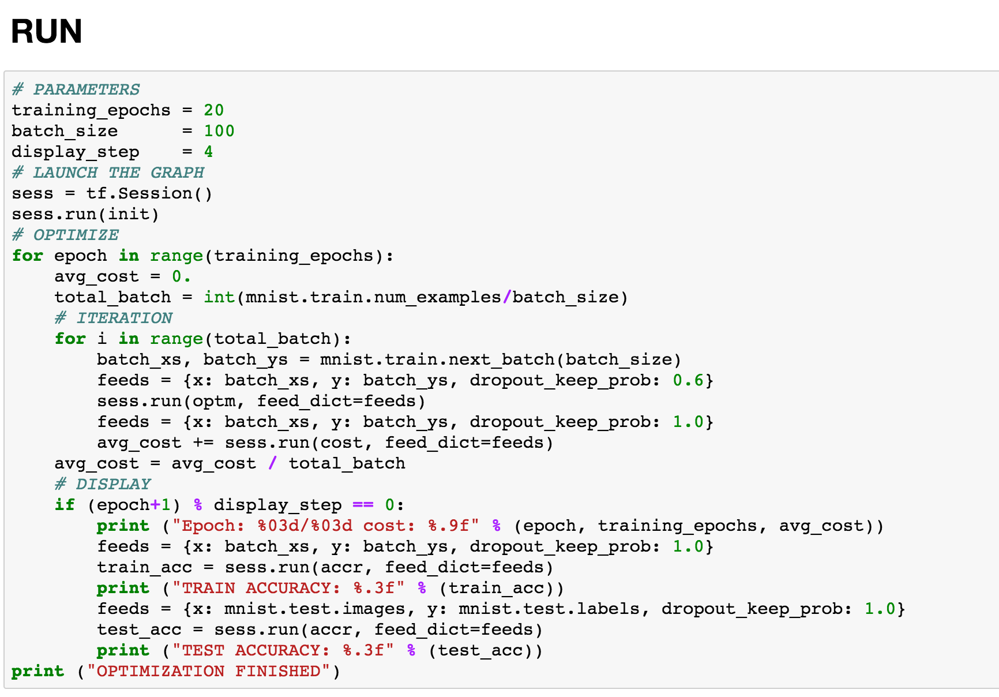 RUN
# PARAMETERS
training_epochs = 20
batch_size      = 100
display_step    = 4
# LAUNCH THE GRAPH
sess = tf.Session()
sess.run(init)
# OPTIMIZE
for epoch in range(training_epochs):
    avg_cost = 0.
    total_batch = int(mnist.train.num_examples/batch_size)
    # ITERATION
    for i in range(total_batch):
        batch_xs, batch_ys = mnist.train.next_batch(batch_size)
        feeds = {x: batch_xs, y: batch_ys, dropout_keep_prob: 0.6}
        sess.run(optm, feed_dict=feeds)
        feeds = {x: batch_xs, y: batch_ys, dropout_keep_prob: 1.0}
        avg_cost += sess.run(cost, feed_dict=feeds)
    avg_cost = avg_cost / total_batch
    # DISPLAY
    if (epoch+1) % display_step == 0:
        print ("Epoch: %03d/%03d cost: %.9f" % (epoch, training_epochs, avg_cost))
        feeds = {x: batch_xs, y: batch_ys, dropout_keep_prob: 1.0}
        train_acc = sess.run(accr, feed_dict=feeds)
        print ("TRAIN ACCURACY: %.3f" % (train_acc))
        feeds = {x: mnist.test.images, y: mnist.test.labels, dropout_keep_prob: 1.0}
        test_acc = sess.run(accr, feed_dict=feeds)
        print ("TEST ACCURACY: %.3f" % (test_acc))
print ("OPTIMIZATION FINISHED")